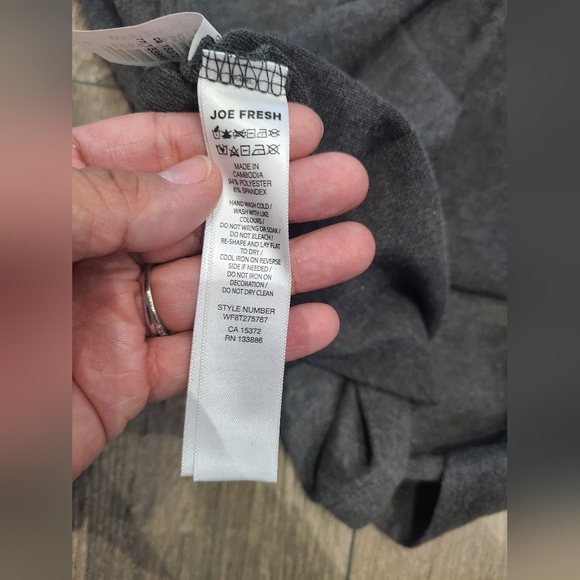 JOE FRESH
MADE IN
CAMBODIA
94% POLYESTER
6% SPANDEX
HAND WASH COLD /
WASH WITH LIKE
COLOURS /
DO NOT WRING OR SOAK /
DO NOT BLEACH /
RE-SHAPE AND LAY FLAT
TO DRY /
COOL IRON ON REVERSE
SIDE IF NEEDED /
DO NOT IRON ON
DECORATION /
DO NOT DRY CLEAN
STYLE NUMBER
WF8T275767
CA 15372
RN 133886